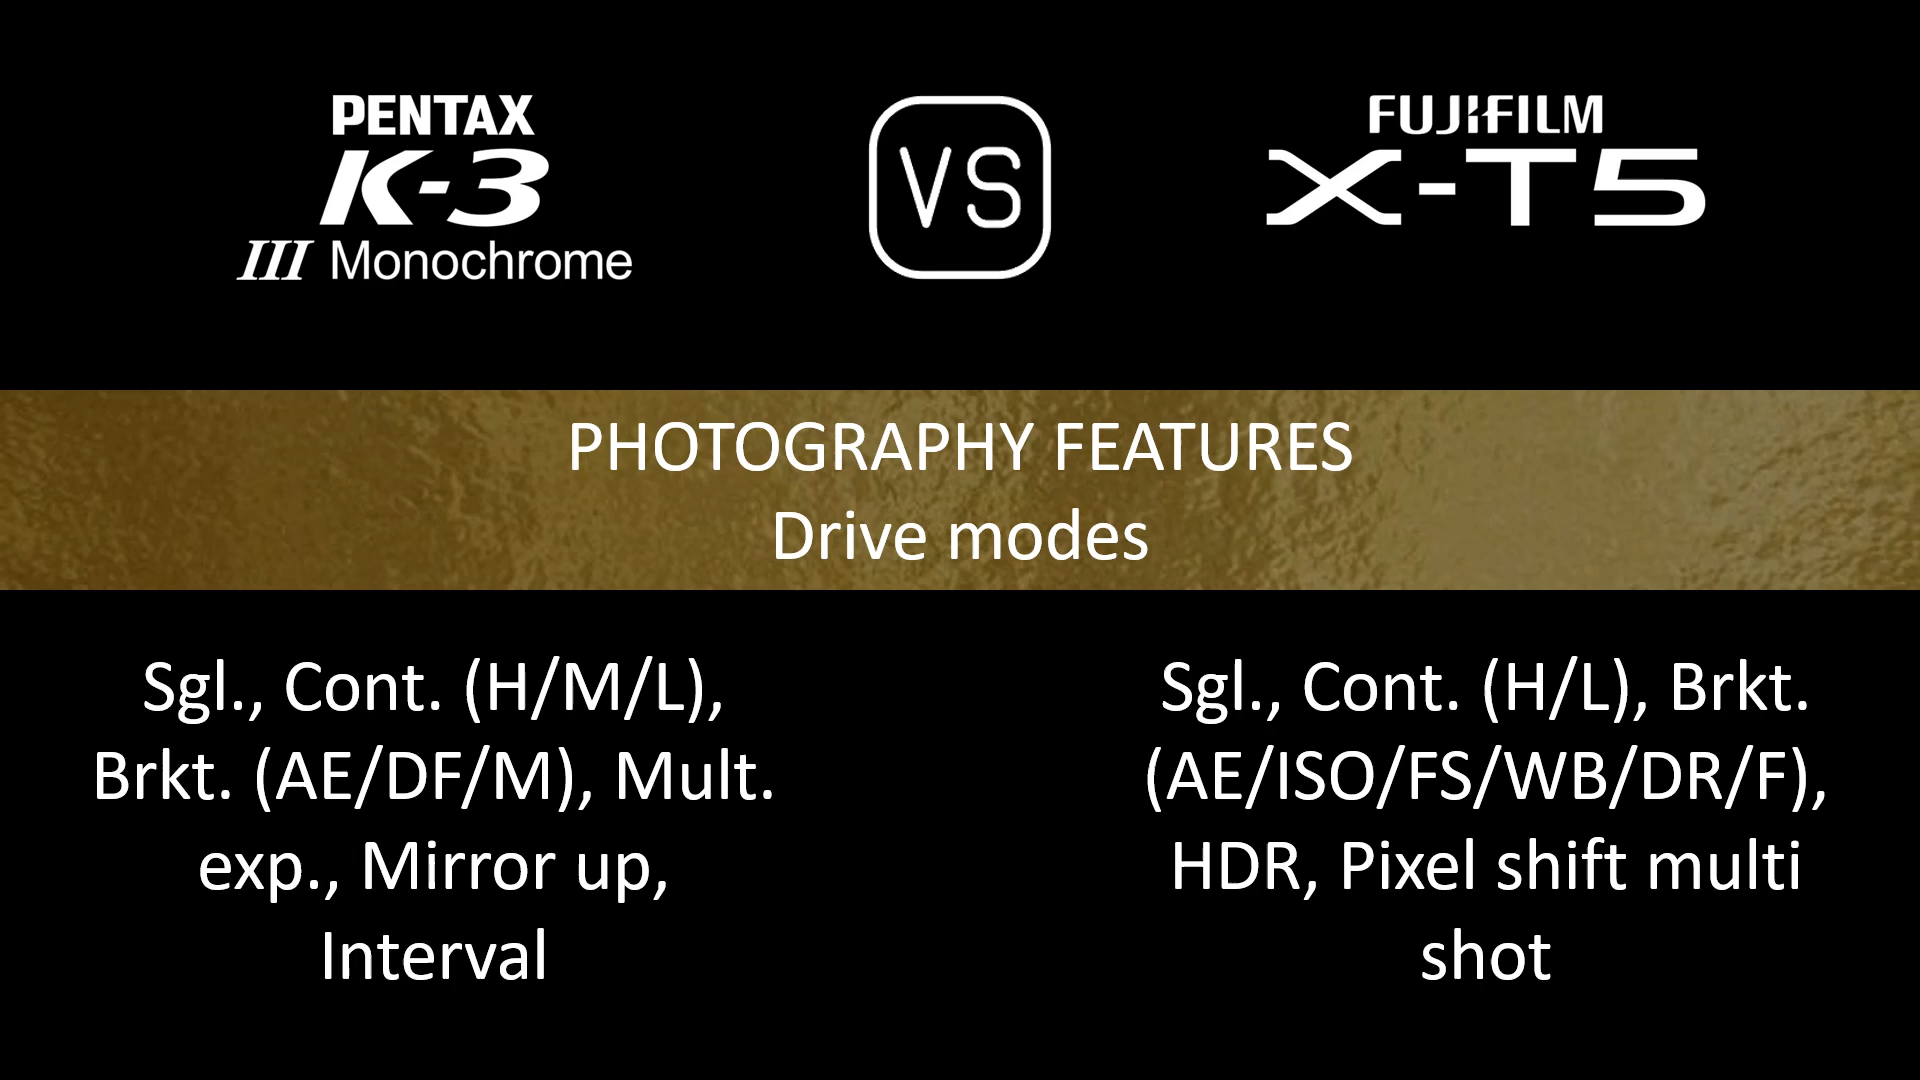 PENTAX
K-3
III Monochrome
VS
FUJIFILM
X-T5
PHOTOGRAPHY FEATURES
Drive modes
Sgl., Cont. (H/M/L),
Brkt. (AE/DF/M), Mult.
exp., Mirror up,
Interval
Sgl., Cont. (H/L), Brkt.
(AE/ISO/FS/WB/DR/F),
HDR, Pixel shift multi
shot